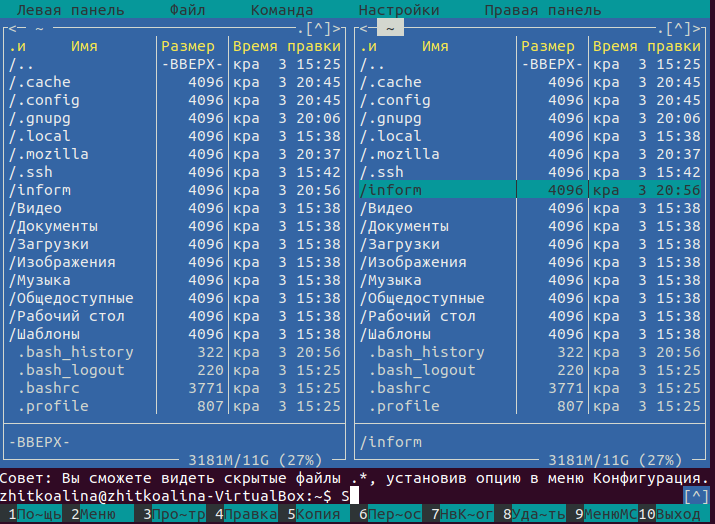 Левая панель Файл Команда Настройки Правая панель
<─ ~ .[^]> <─ ~ .[^]>
.и Имя Размер Время правки .и Имя Размер Время правки
/.. -ВВЕРХ- кра 3 15:25 /.. -ВВЕРХ- кра 3 15:25
/.cache 4096 кра 3 20:45 /.cache 4096 кра 3 20:45
/.config 4096 кра 3 20:45 /.config 4096 кра 3 20:45
/.gnupg 4096 кра 3 20:06 /.gnupg 4096 кра 3 20:06
/.local 4096 кра 3 15:38 /.local 4096 кра 3 15:38
/.mozilla 4096 кра 3 20:37 /.mozilla 4096 кра 3 20:37
/.ssh 4096 кра 3 15:42 /.ssh 4096 кра 3 15:42
/inform 4096 кра 3 20:56 /inform 4096 кра 3 20:56
/Видео 4096 кра 3 15:38 /Видео 4096 кра 3 15:38
/Документы 4096 кра 3 15:38 /Документы 4096 кра 3 15:38
/Загрузки 4096 кра 3 15:38 /Загрузки 4096 кра 3 15:38
/Изображения 4096 кра 3 15:38 /Изображения 4096 кра 3 15:38
/Музыка 4096 кра 3 15:38 /Музыка 4096 кра 3 15:38
/Общедоступные 4096 кра 3 15:38 /Общедоступные 4096 кра 3 15:38
/Рабочий стол 4096 кра 3 15:38 /Рабочий стол 4096 кра 3 15:38
/Шаблоны 4096 кра 3 15:38 /Шаблоны 4096 кра 3 15:38
.bash_history 322 кра 3 20:56 .bash_history 322 кра 3 20:56
.bash_logout 220 кра 3 15:25 .bash_logout 220 кра 3 15:25
.bashrc 3771 кра 3 15:25 .bashrc 3771 кра 3 15:25
.profile 807 кра 3 15:25 .profile 807 кра 3 15:25
-ВВЕРХ- /inform
3181M/11G (27%) 3181M/11G (27%)
Совет: Вы сможете видеть скрытые файлы .*, установив опцию в меню Конфигурация.
zhitkoalina@zhitkoalina-VirtualBox:~$ S [^]
1По~щь 2Меню 3Про~тр 4Правка 5Копия 6Пер~ос 7НвК~ог 8Уда~ть 9МенюМС 10Выход